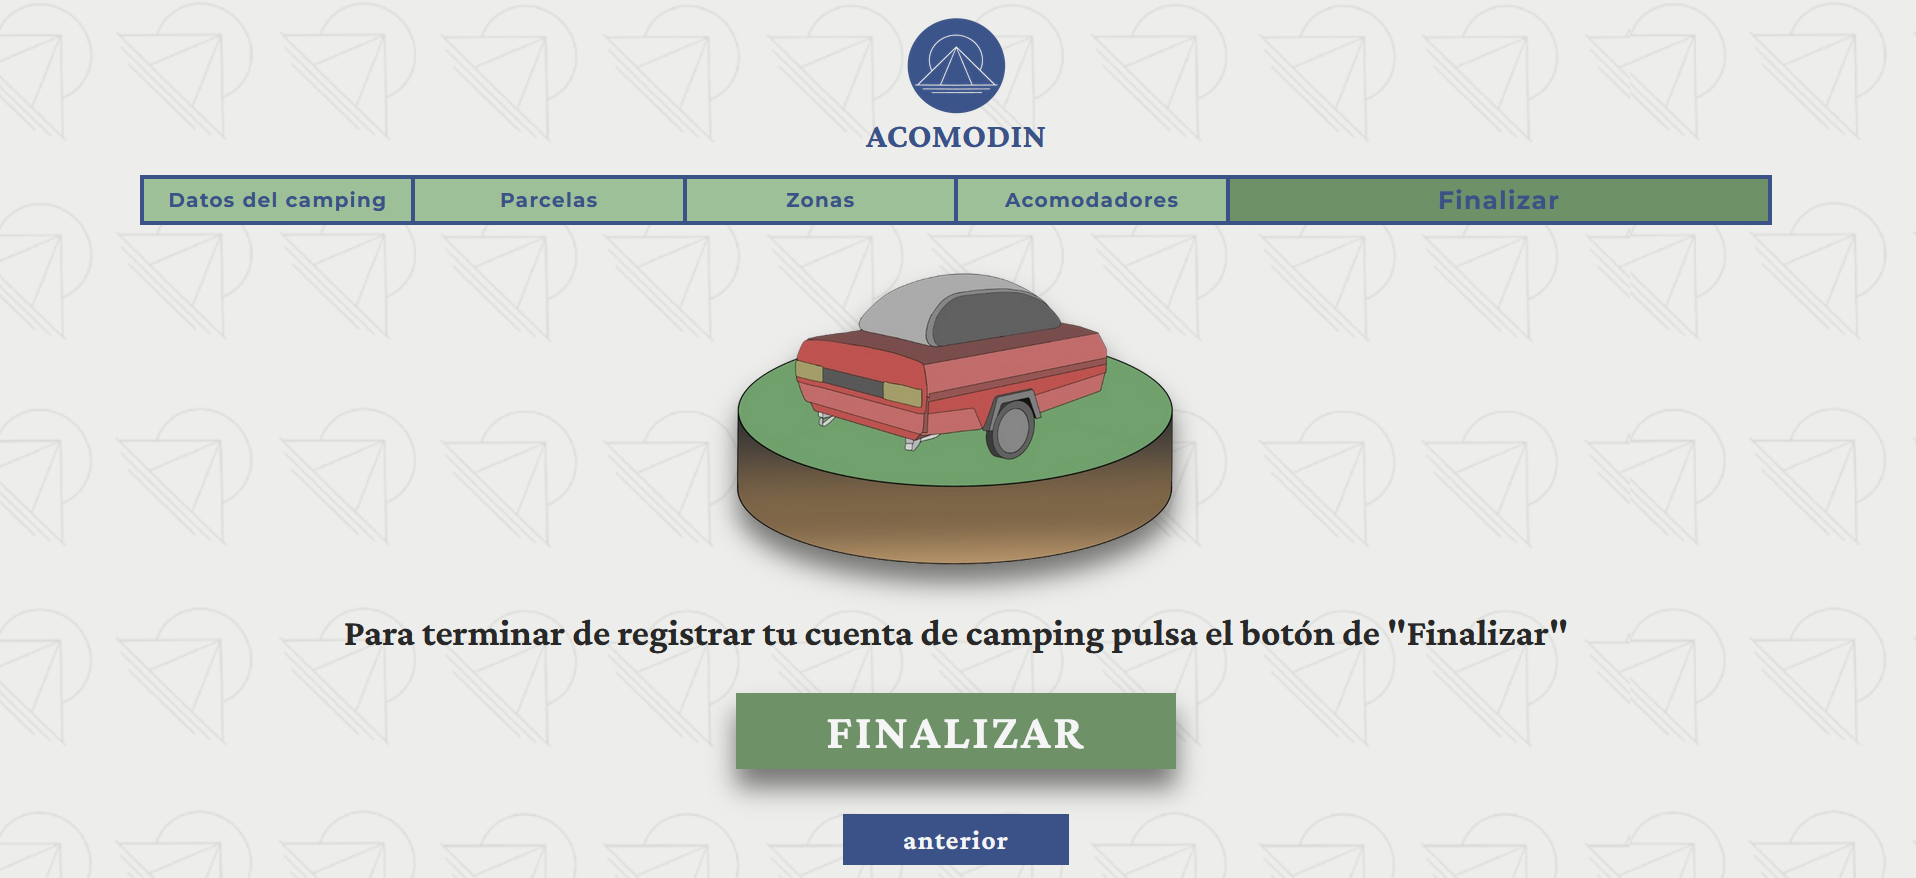 ACOMODIN
Datos del camping
Parcelas
Zonas
Acomodadores
Finalizar
Para terminar de registrar tu cuenta de camping pulsa el botón de "Finalizar"
FINALIZAR
anterior